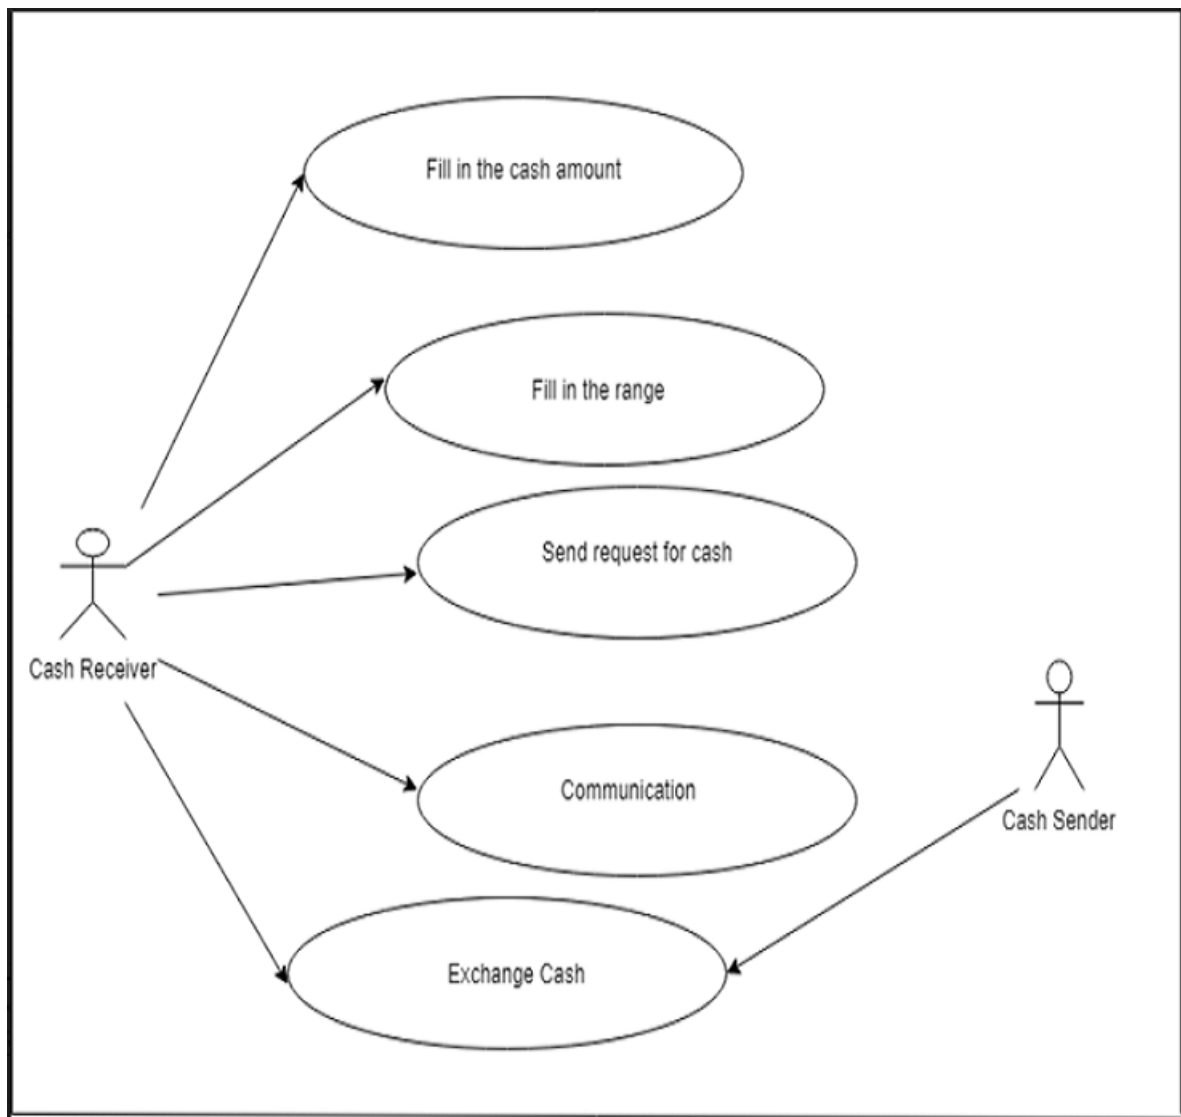 Fill in the cash amount
Fill in the range
Send request for cash
Cash Receiver
Communication
Cash Sender
Exchange Cash